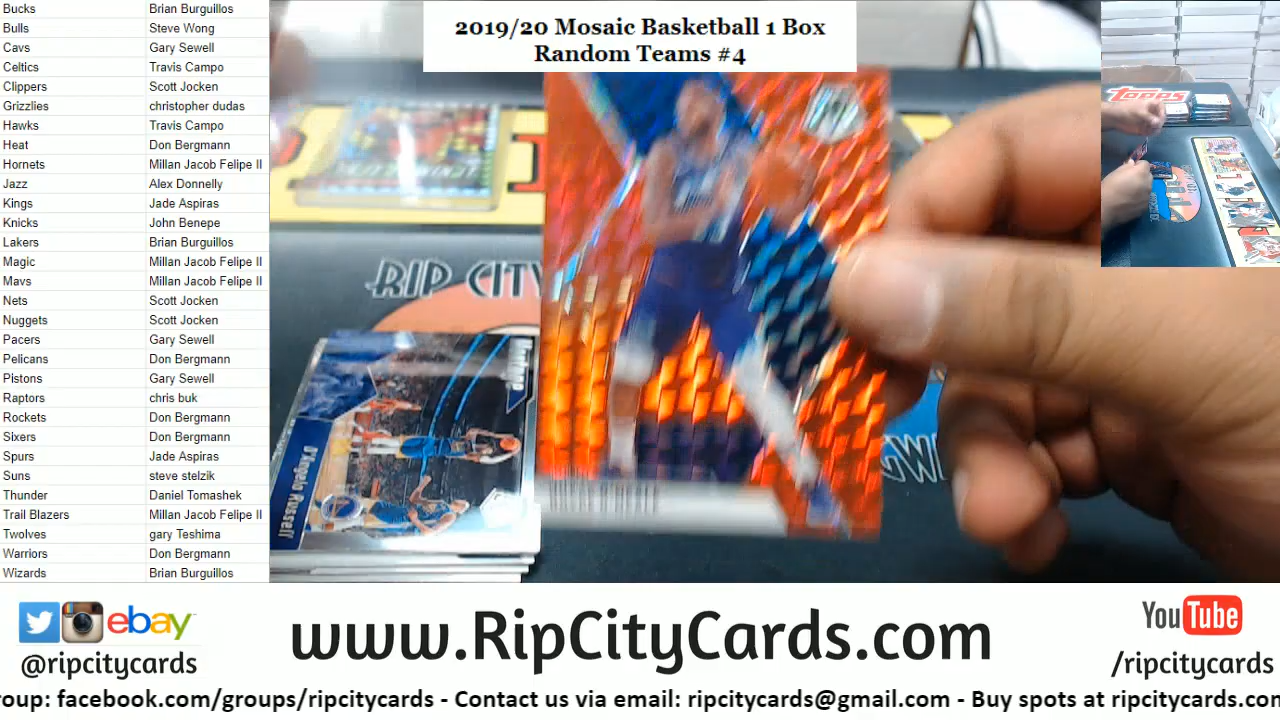 2019/20 Mosaic Basketball 1 Box
Random Teams #4
Bucks Brian Burguillos
Bulls Steve Wong
Cavs Gary Sewell
Celtics Travis Campo
Clippers Scott Jocken
Grizzlies christopher dudas
Hawks Travis Campo
Heat Don Bergmann
Hornets Millan Jacob Felipe II
Jazz Alex Donnelly
Kings Jade Aspiras
Knicks John Benepe
Lakers Brian Burguillos
Magic Millan Jacob Felipe II
Mavs Millan Jacob Felipe II
Nets Scott Jocken
Nuggets Scott Jocken
Pacers Gary Sewell
Pelicans Don Bergmann
Pistons Gary Sewell
Raptors chris buk
Rockets Don Bergmann
Sixers Don Bergmann
Spurs Jade Aspiras
Suns steve stelzik
Thunder Daniel Tomashek
Trail Blazers Millan Jacob Felipe II
Twolves gary Teshima
Warriors Don Bergmann
Wizards Brian Burguillos
Topps
RIP CITY
D'Angelo Russell
ebay
@ripcitycards
www.RipCityCards.com
YouTube
/ripcitycards
roup: facebook.com/groups/ripcitycards - Contact us via email: ripcitycards@gmail.com - Buy spots at ripcitycards.com